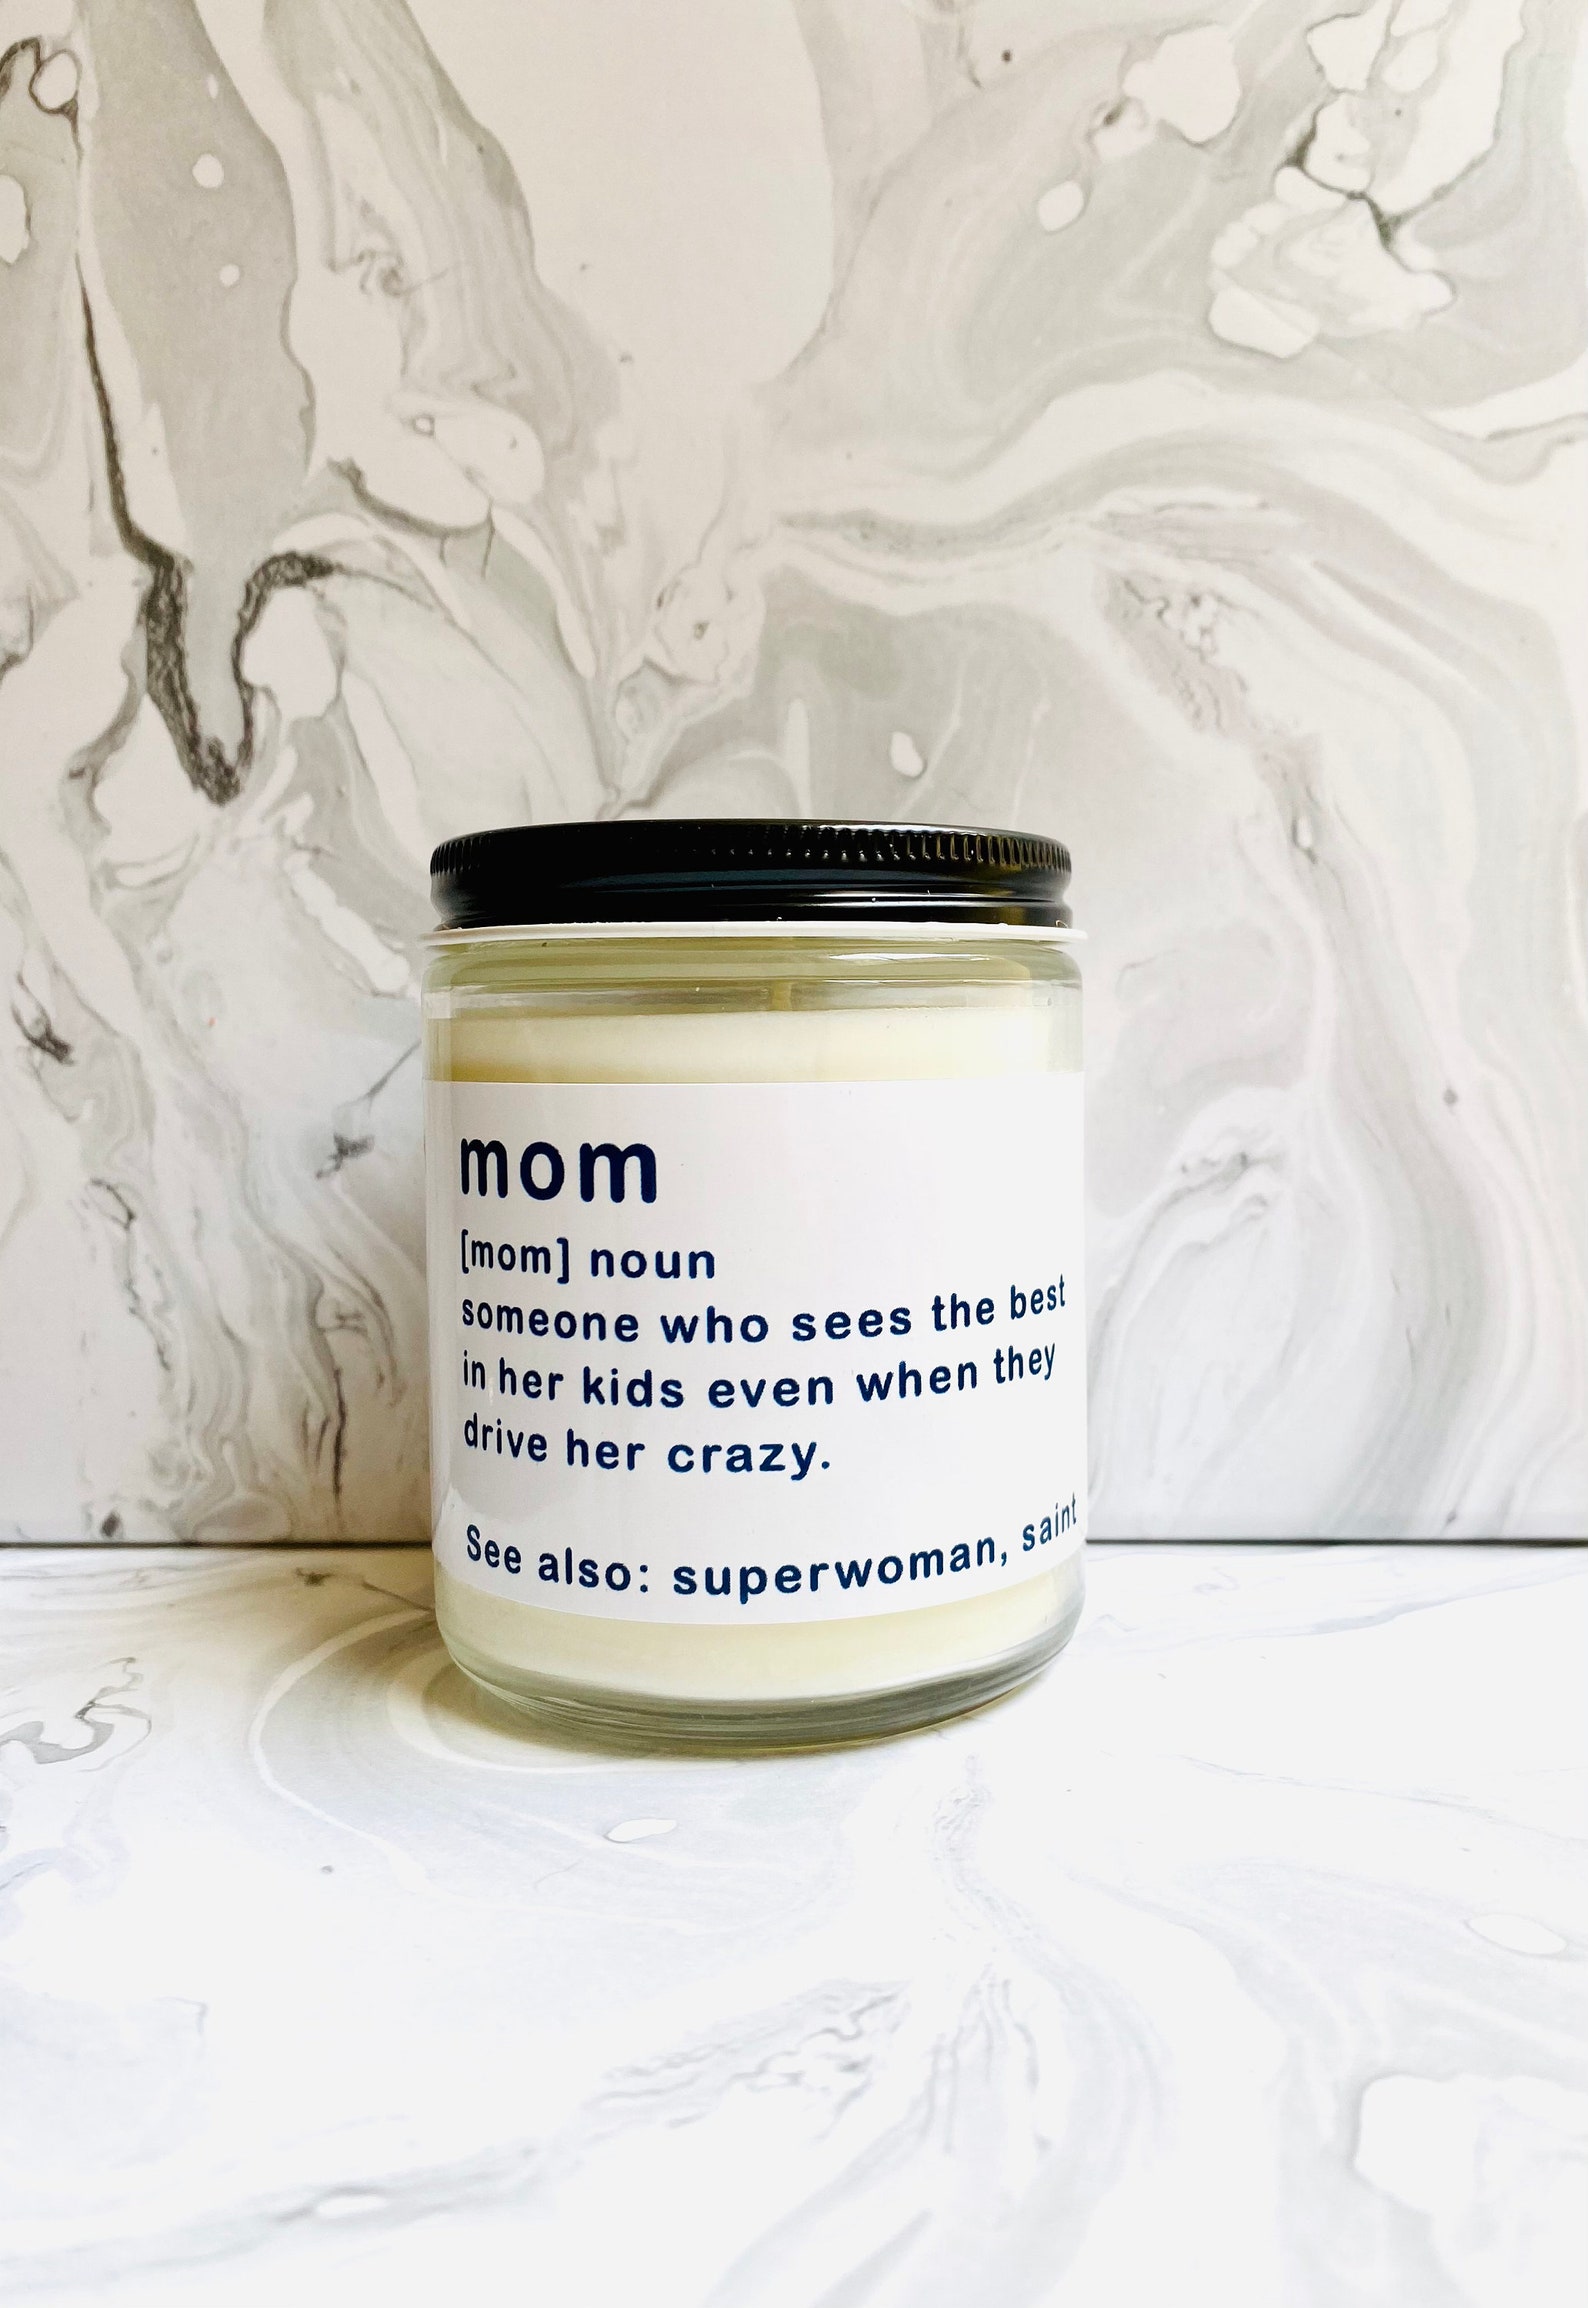 mom
[mom] noun
someone who sees the best
in her kids even when they
drive her crazy.
See also: superwoman, saint